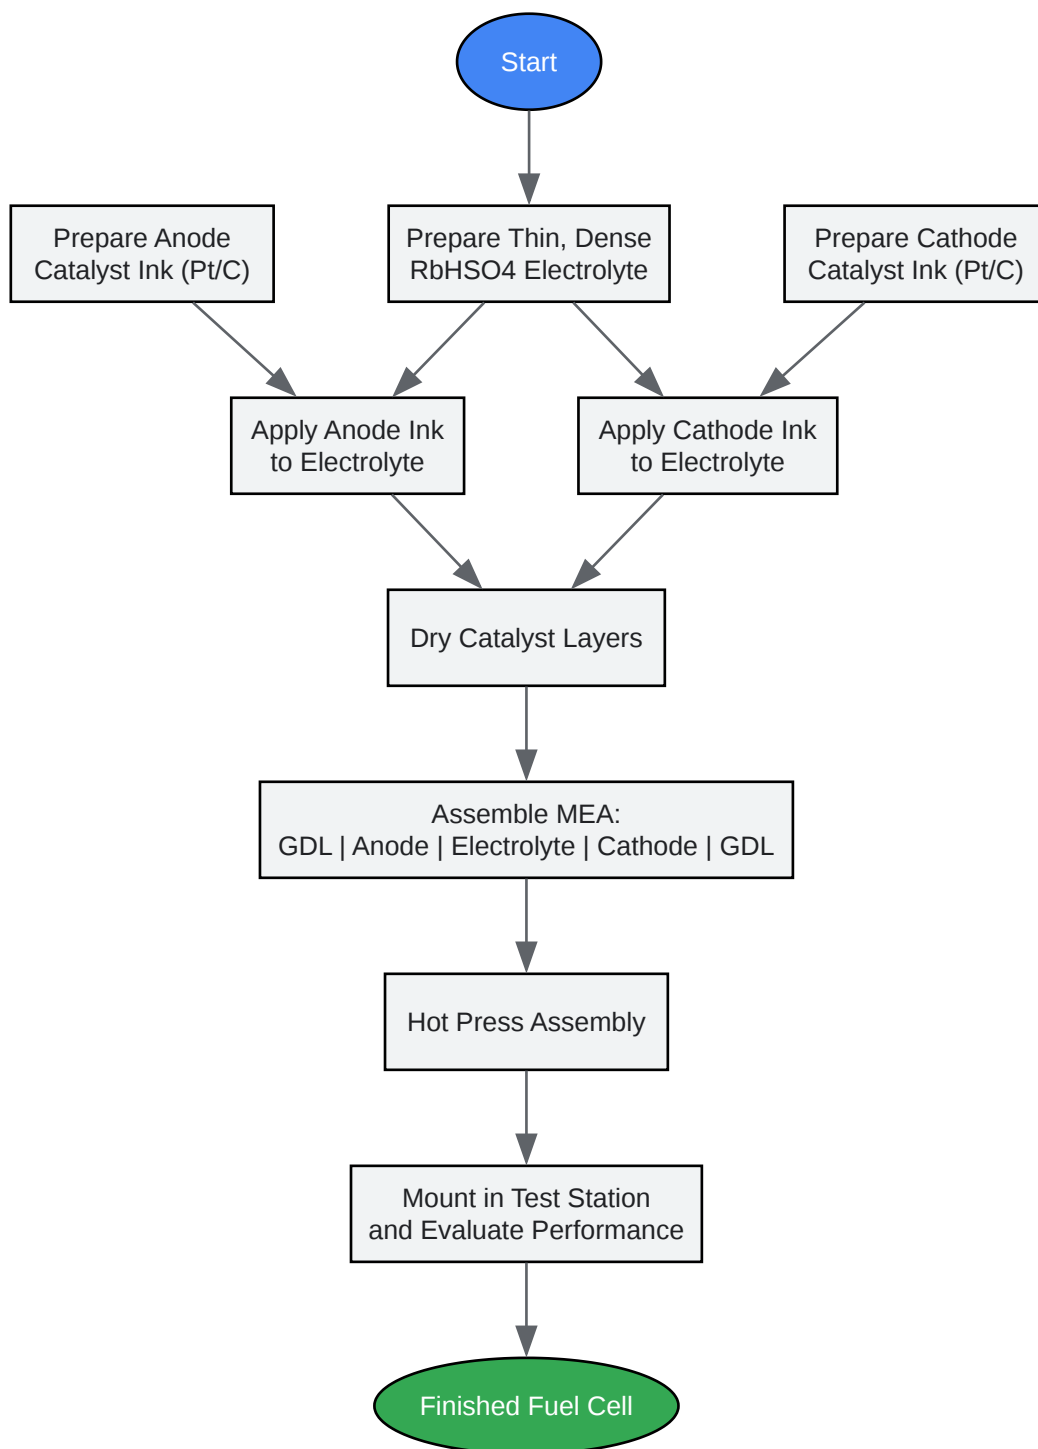 Start
Prepare Anode
Catalyst Ink (Pt/C)
Prepare Thin, Dense
RbHSO4 Electrolyte
Prepare Cathode
Catalyst Ink (Pt/C)
Apply Anode Ink
to Electrolyte
Apply Cathode Ink
to Electrolyte
Dry Catalyst Layers
Assemble MEA:
GDL | Anode | Electrolyte | Cathode | GDL
Hot Press Assembly
Mount in Test Station
and Evaluate Performance
Finished Fuel Cell